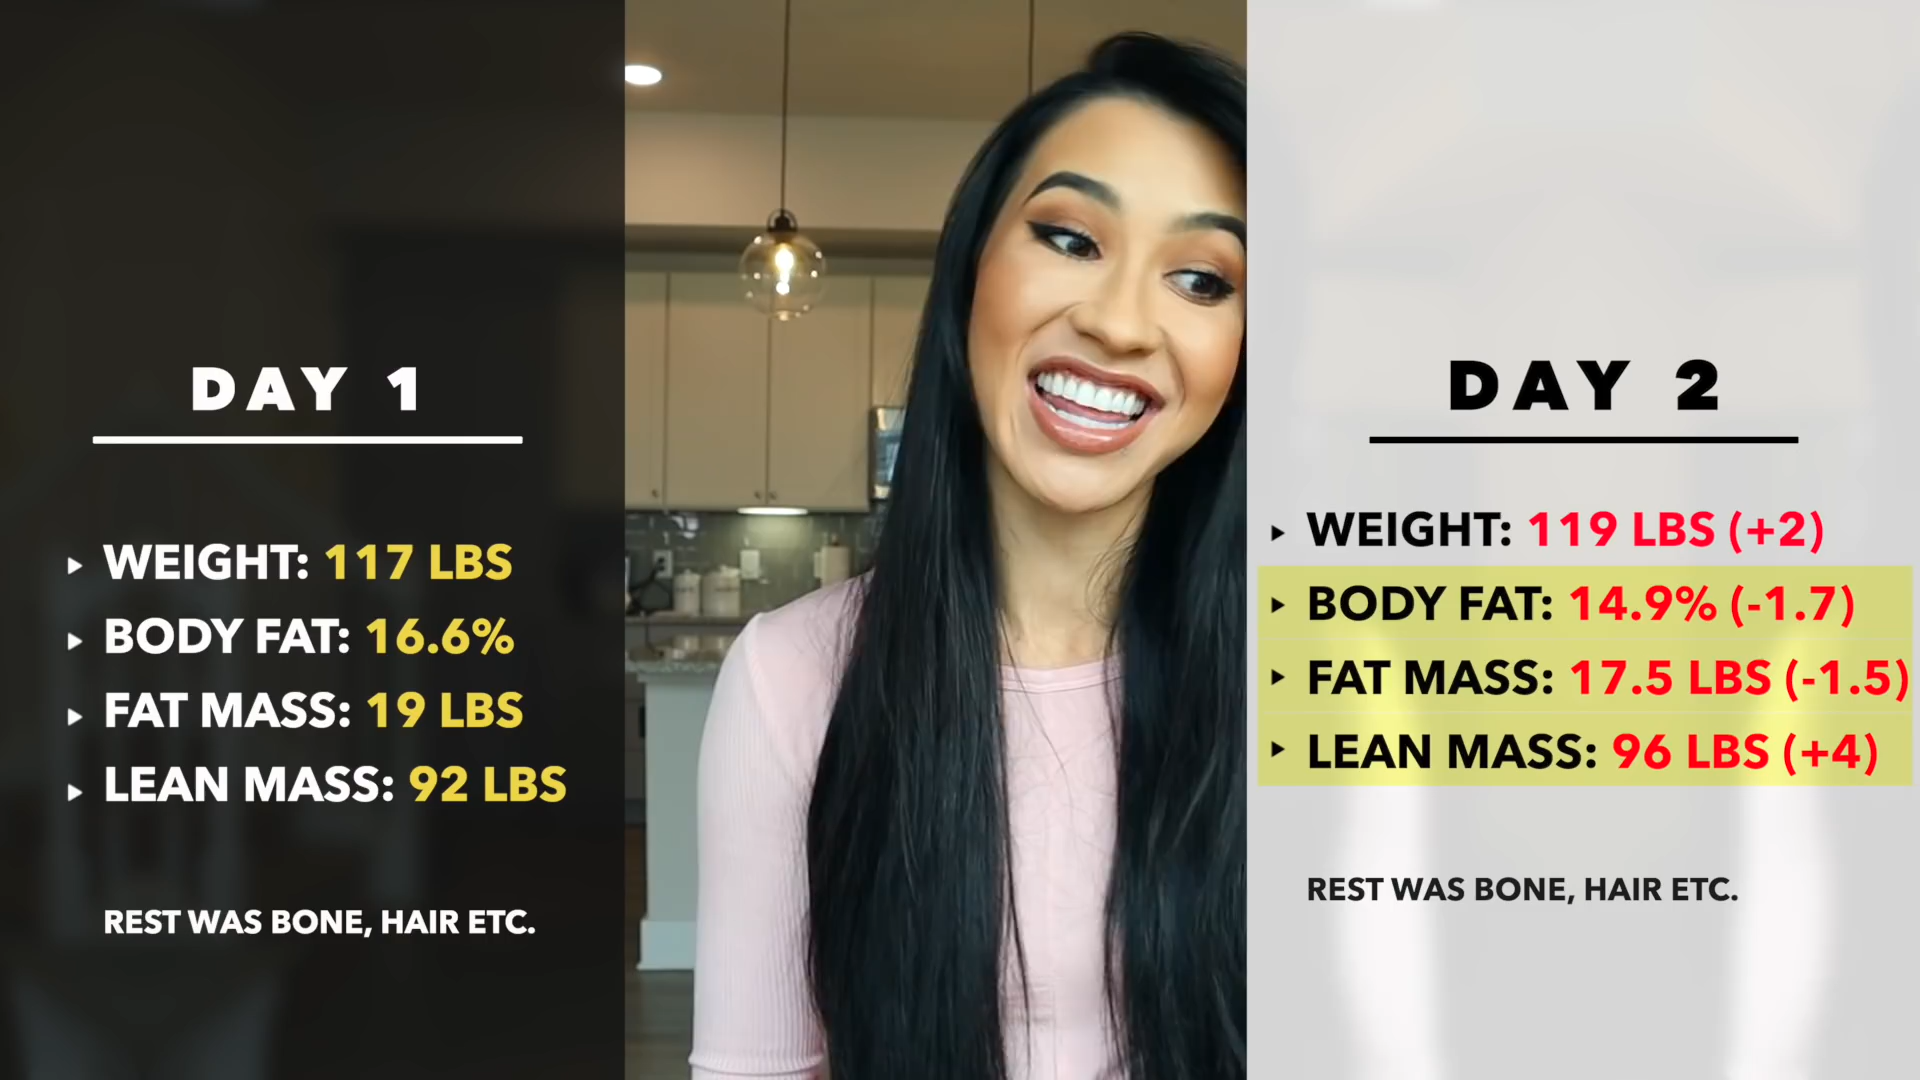 DAY 1
WEIGHT: 117 LBS
BODY FAT: 16.6%
FAT MASS: 19 LBS
LEAN MASS: 92 LBS
REST WAS BONE, HAIR ETC.
DAY 2
WEIGHT: 119 LBS (+2)
BODY FAT: 14.9% (-1.7)
FAT MASS: 17.5 LBS (-1.5)
LEAN MASS: 96 LBS (+4)
REST WAS BONE, HAIR ETC.